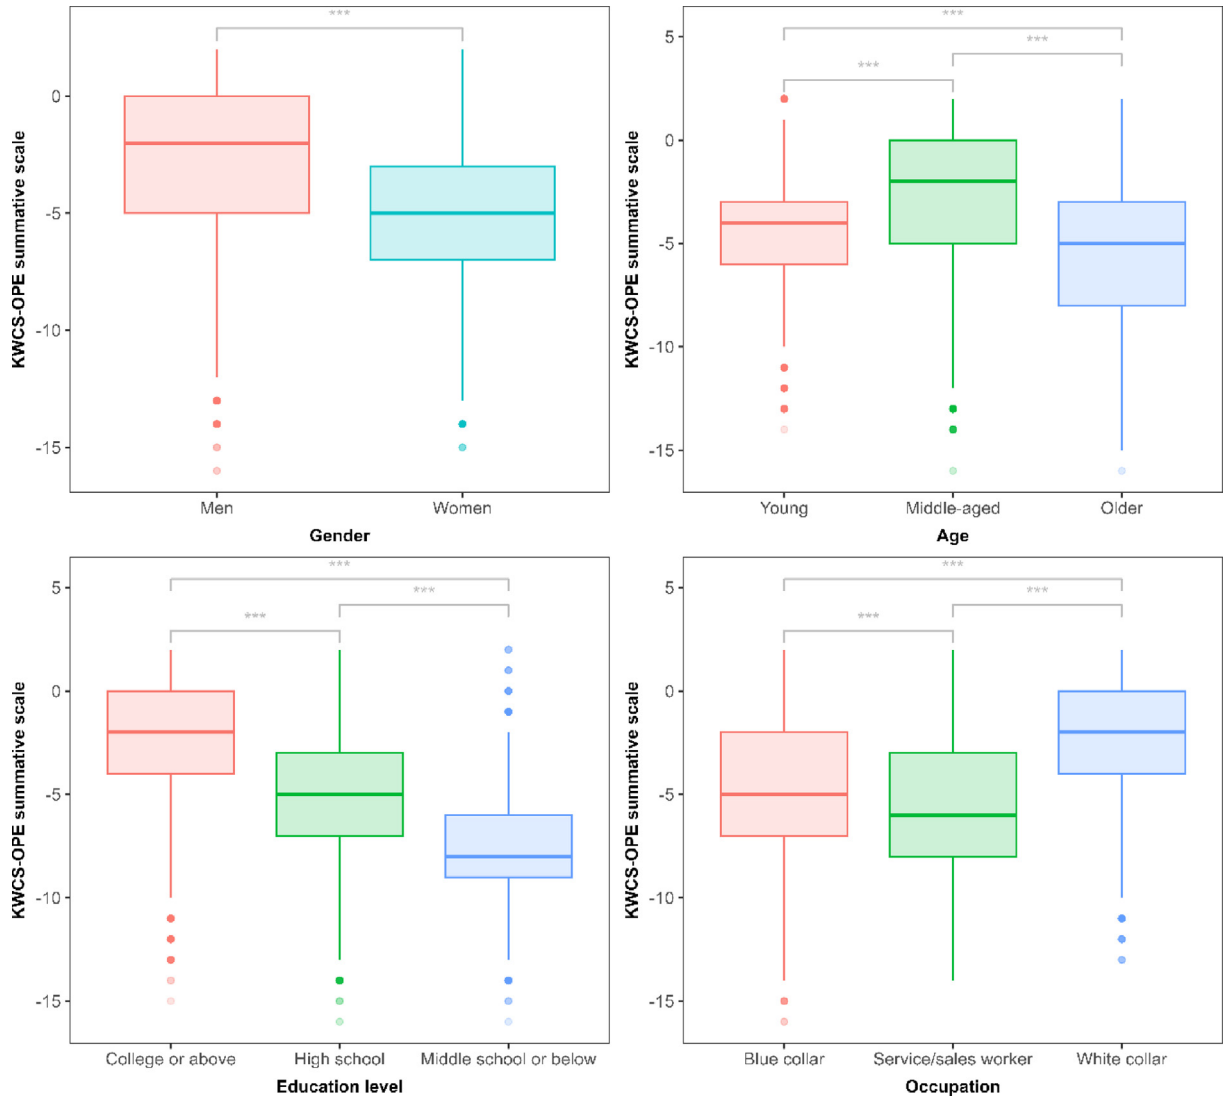 KWCS-OPE summative scale
0
-5
-10
-15
***
Men
Women
Gender
KWCS-OPE summative scale
5
0
-5
-10
-15
***
***
***
Young
Middle-aged
Older
Age
KWCS-OPE summative scale
5
0
-5
-10
-15
***
***
***
College or above
High school
Middle school or below
Education level
KWCS-OPE summative scale
5
0
-5
-10
-15
***
***
***
Blue collar
Service/sales worker
White collar
Occupation